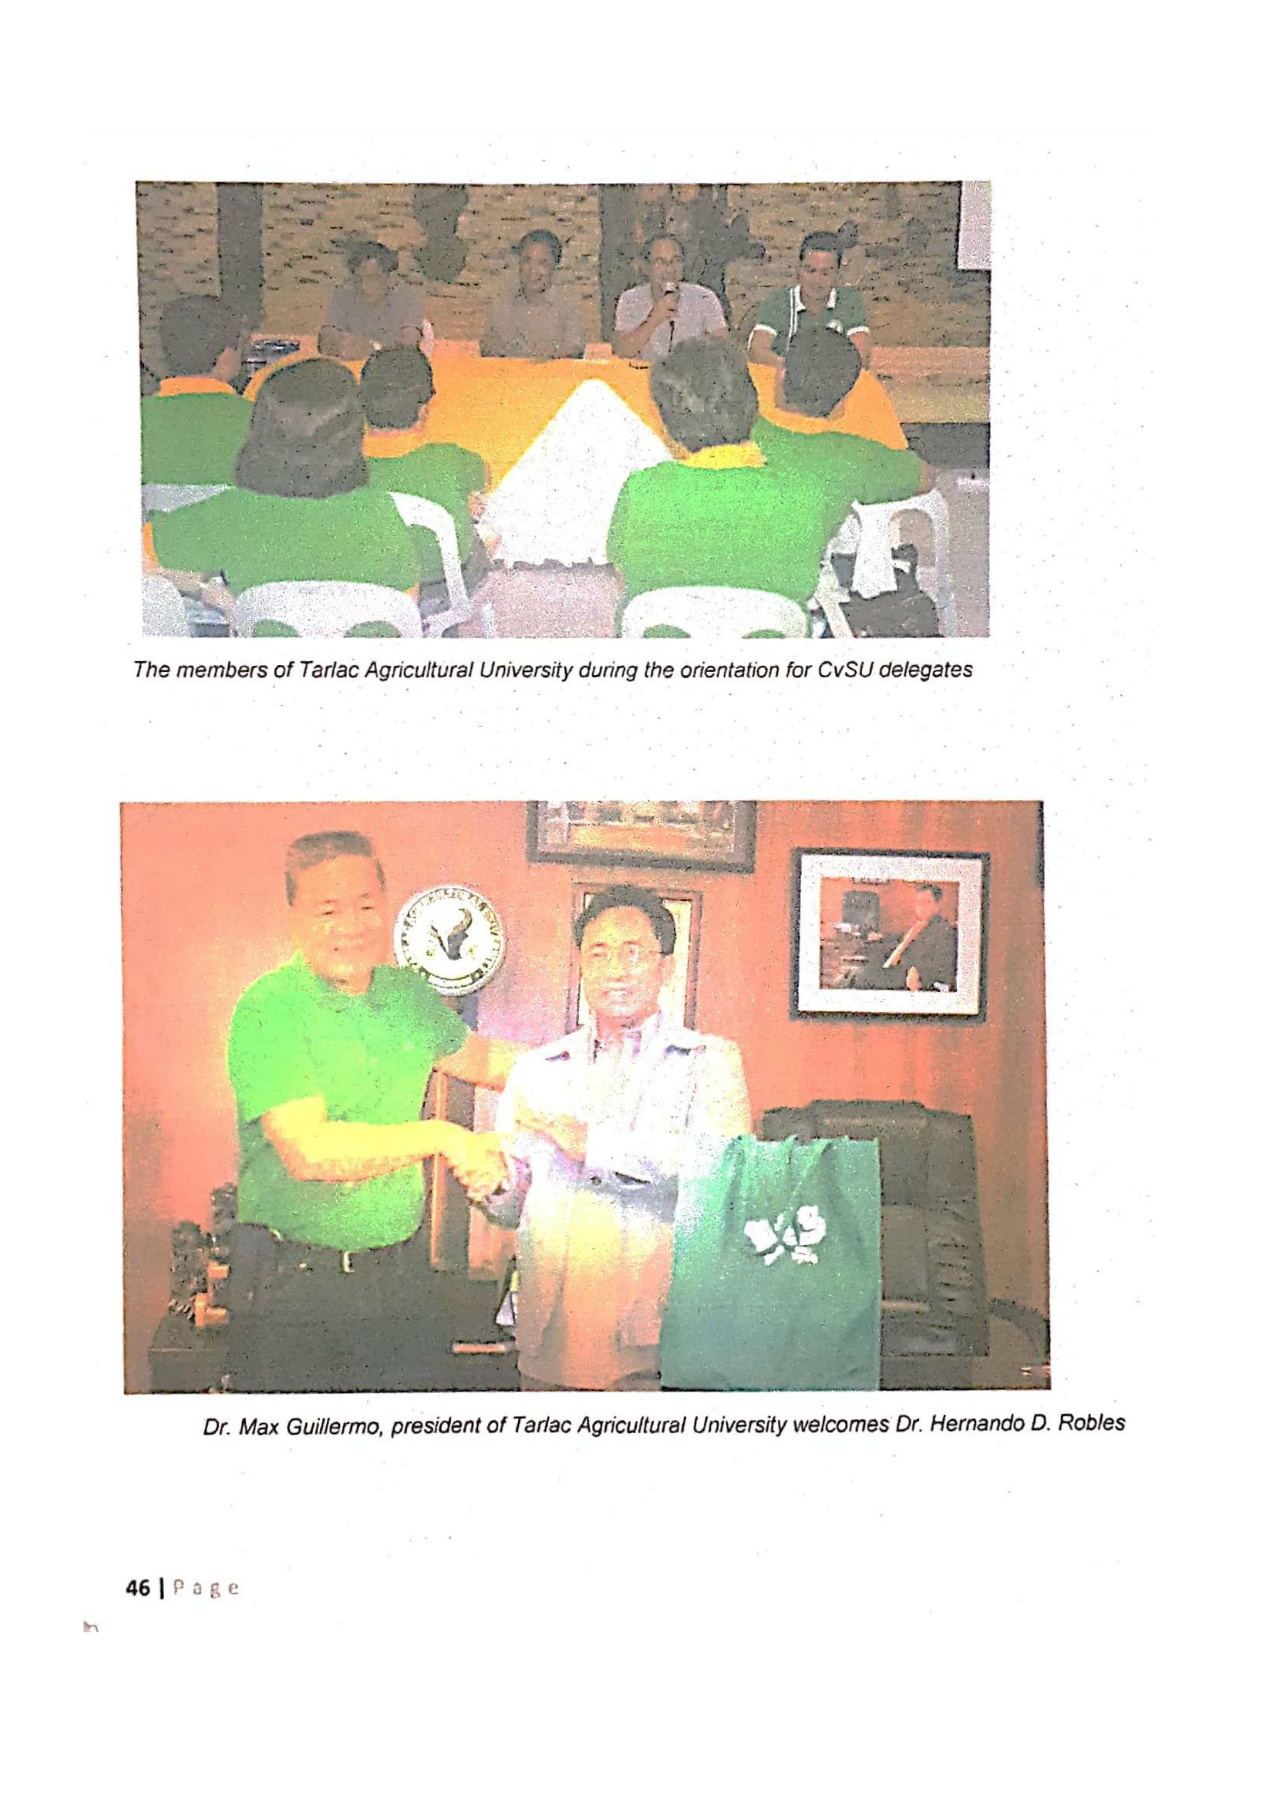 The members of Tarlac Agricultural University during the orientation for CvSU delegates
Dr. Max Guillermo, president of Tarlac Agricultural University welcomes Dr. Hernando D. Robles
46 | Page